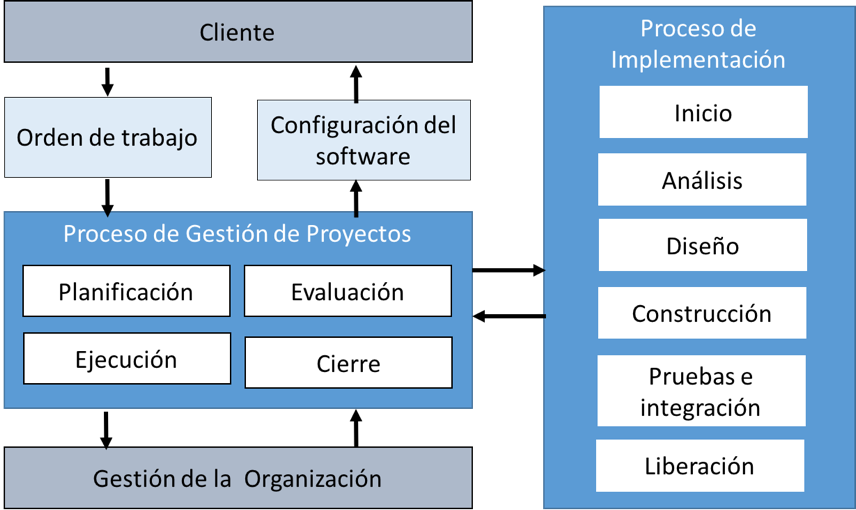 Cliente
Orden de trabajo
Configuración del
software
Proceso de Gestión de Proyectos
Planificación
Evaluación
Ejecución
Cierre
Gestión de la Organización
Proceso de
Implementación
Inicio
Análisis
Diseño
Construcción
Pruebas e
integración
Liberación